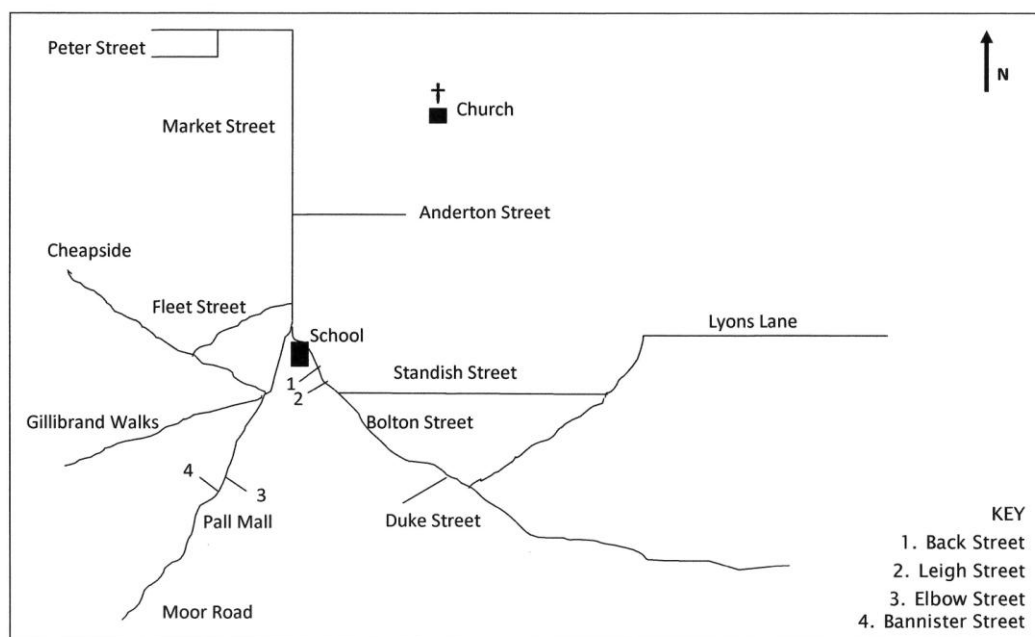 Peter Street
N
Church
Market Street
Anderton Street
Cheapside
Fleet Street
Lyons Lane
School
Standish Street
1
2
Gillibrand Walks
Bolton Street
4
3
Pall Mall
Duke Street
Moor Road
KEY
1. Back Street
2. Leigh Street
3. Elbow Street
4. Bannister Street